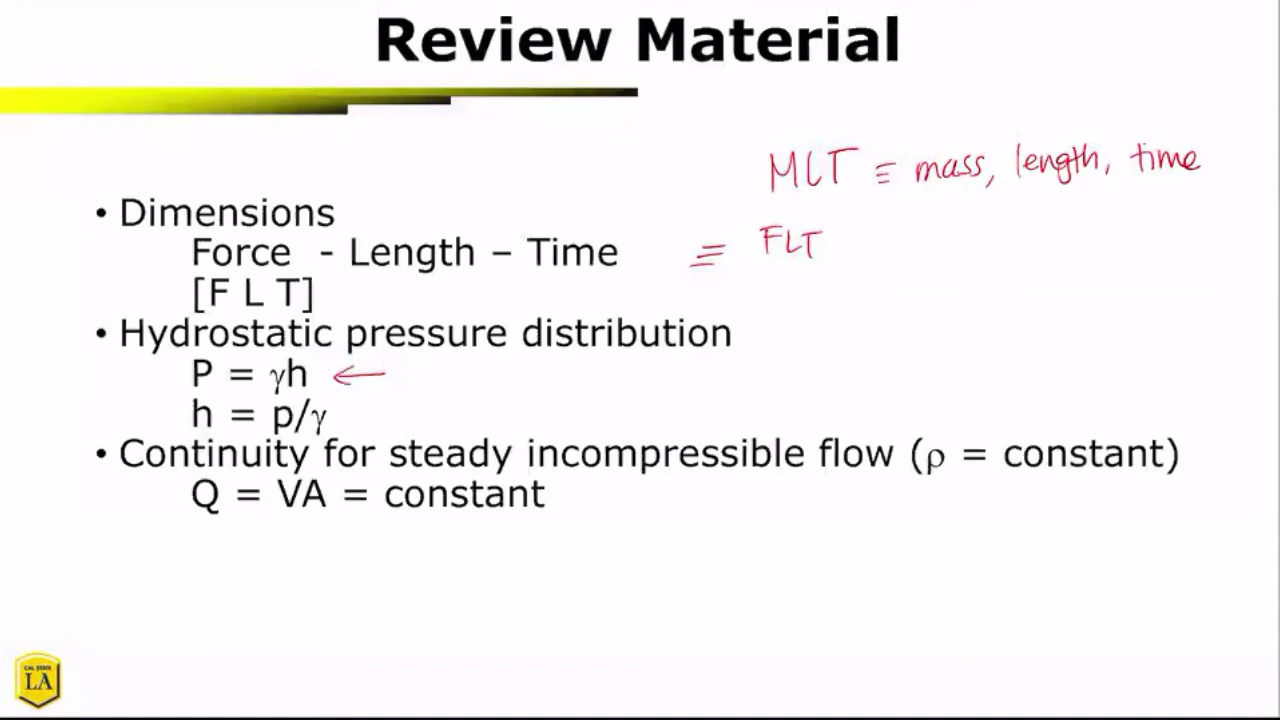 Review Material
MLT ≡ mass, length, time
• Dimensions
Force - Length – Time ≡ FLT
[F L T]
• Hydrostatic pressure distribution
P = γh ←
h = p/γ
• Continuity for steady incompressible flow (ρ = constant)
Q = VA = constant
CAL STATE
LA